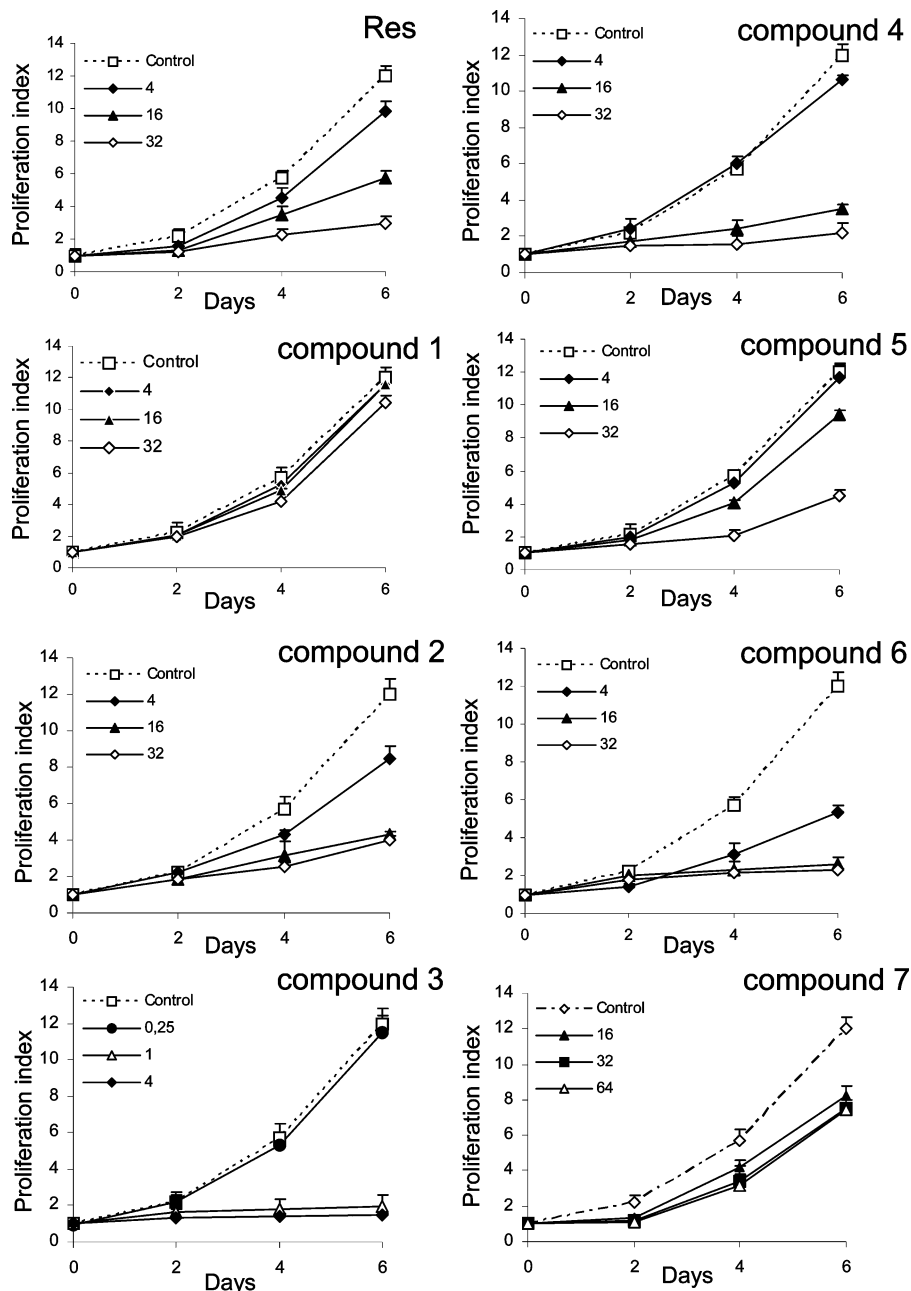 Res
Proliferation index
14
12
10
8
6
4
2
0
Control
4
16
32
0 2 4 6
Days
compound 4
Proliferation index
14
12
10
8
6
4
2
0
Control
4
16
32
0 2 4 6
Days
compound 1
Proliferation index
14
12
10
8
6
4
2
0
Control
4
16
32
0 2 4 6
Days
compound 5
Proliferation index
14
12
10
8
6
4
2
0
Control
4
16
32
0 2 4 6
Days
compound 2
Proliferation index
14
12
10
8
6
4
2
0
Control
4
16
32
0 2 4 6
Days
compound 6
Proliferation index
14
12
10
8
6
4
2
0
Control
4
16
32
0 2 4 6
Days
compound 3
Proliferation index
14
12
10
8
6
4
2
0
Control
0,25
1
4
0 2 4 6
Days
compound 7
Proliferation index
14
12
10
8
6
4
2
0
Control
16
32
64
0 2 4 6
Days